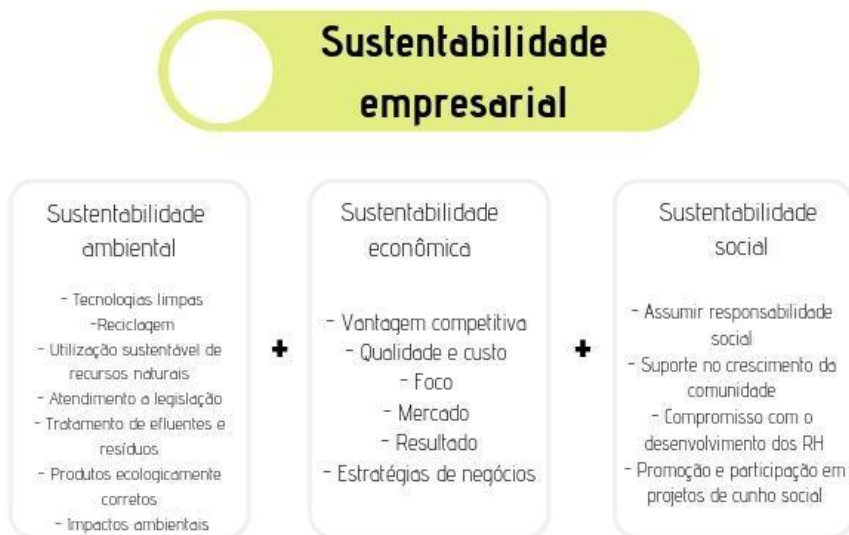 Sustentabilidade
empresarial
Sustentabilidade
ambiental
- Tecnologias limpas
-Reciclagem
- Utilização sustentável de
recursos naturais
- Atendimento a legislação
- Tratamento de efluentes e
resíduos
- Produtos ecologicamente
corretos
- Impactos ambientais
+
Sustentabilidade
econômica
- Vantagem competitiva
- Qualidade e custo
- Foco
- Mercado
- Resultado
- Estratégias de negócios
+
Sustentabilidade
social
- Assumir responsabilidade
social
- Suporte no crescimento da
comunidade
- Compromisso com o
desenvolvimento dos RH
- Promoção e participação em
projetos de cunho social